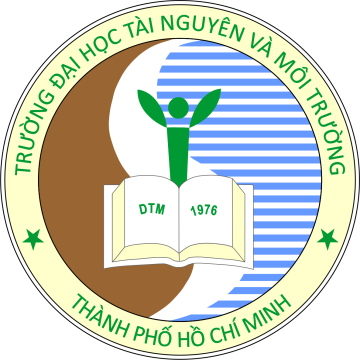 TRƯỜNG ĐẠI HỌC TÀI NGUYÊN VÀ MÔI TRƯỜNG
DTM 1976
THÀNH PHỐ HỒ CHÍ MINH